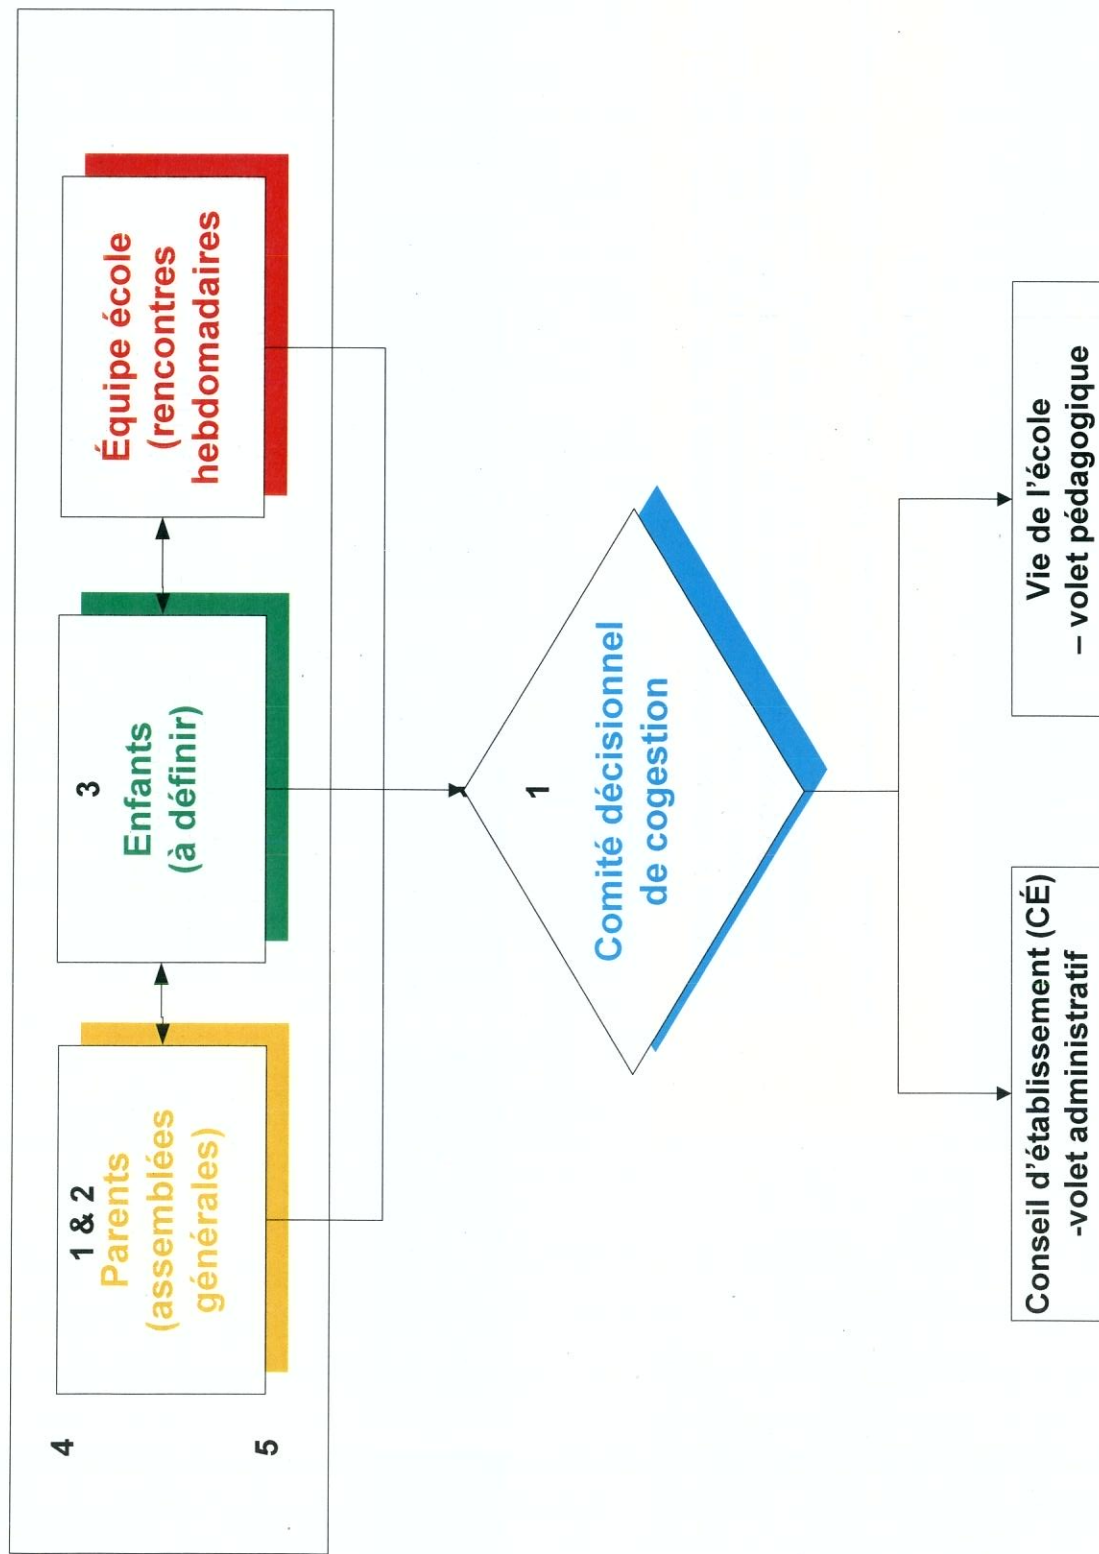 4
5
1 & 2
Parents
(assemblées
générales)
3
Enfants
(à définir)
Équipe école
(rencontres
hebdomadaires
1
Comité décisionnel
de cogestion
Conseil d'établissement (CÉ)
-volet administratif
Vie de l'école
– volet pédagogique